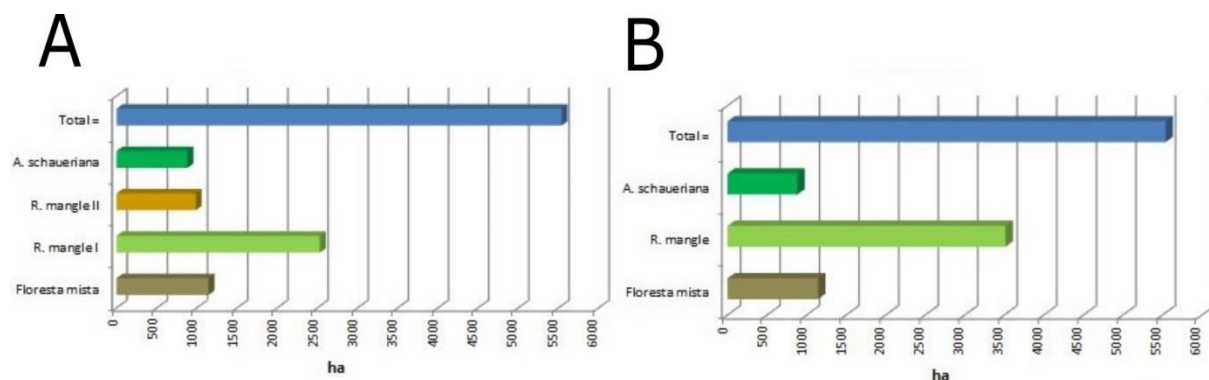 A
Total =
A. schaueriana
R. mangle II
R. mangle I
Floresta mista
0 500 1000 1500 2000 2500 3000 3500 4000 4500 5000 5500 6000
ha
B
Total =
A. schaueriana
R. mangle
Floresta mista
0 500 1000 1500 2000 2500 3000 3500 4000 4500 5000 5500 6000
ha